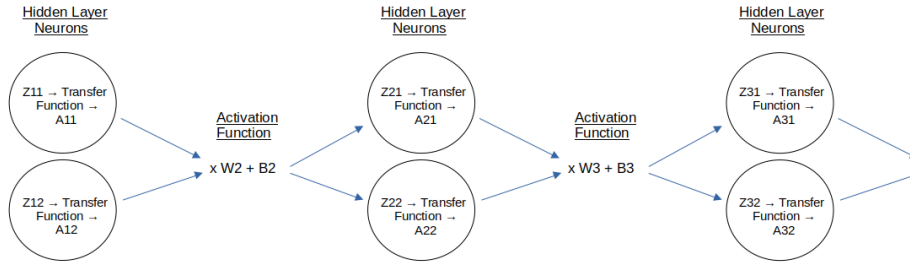 Hidden Layer
Neurons
Z11 → Transfer
Function →
A11
Z12 → Transfer
Function →
A12
Activation
Function
x W2 + B2
Hidden Layer
Neurons
Z21 → Transfer
Function →
A21
Z22 → Transfer
Function →
A22
Activation
Function
x W3 + B3
Hidden Layer
Neurons
Z31 → Transfer
Function →
A31
Z32 → Transfer
Function →
A32